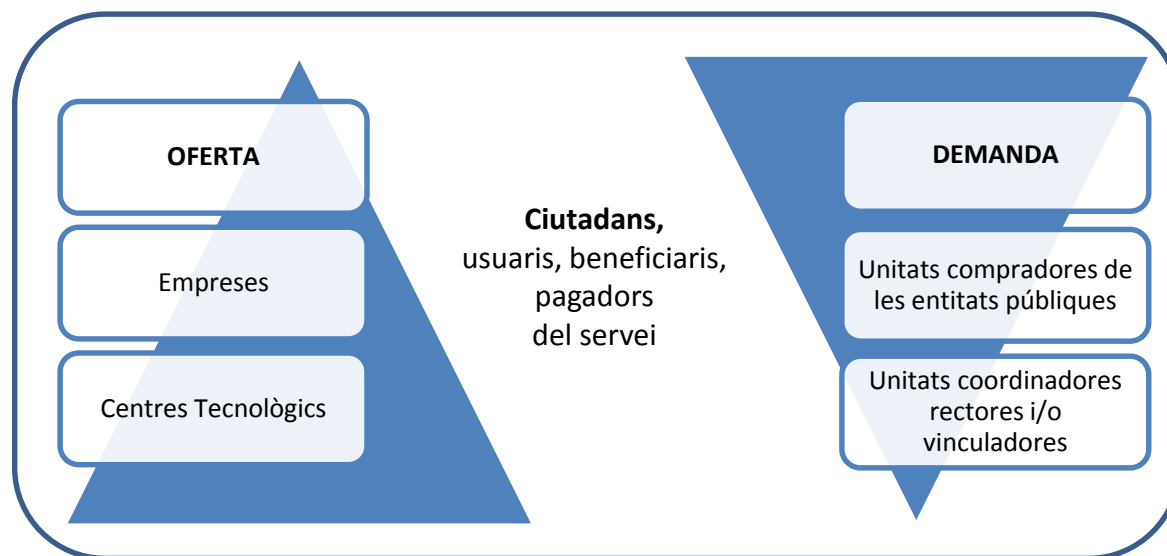 OFERTA
Empreses
Centres Tecnològics
Ciutadans,
usuaris, beneficiaris,
pagadors
del servei
DEMANDA
Unitats compradores de
les entitats públiques
Unitats coordinadores
rectores i/o
vinculadores